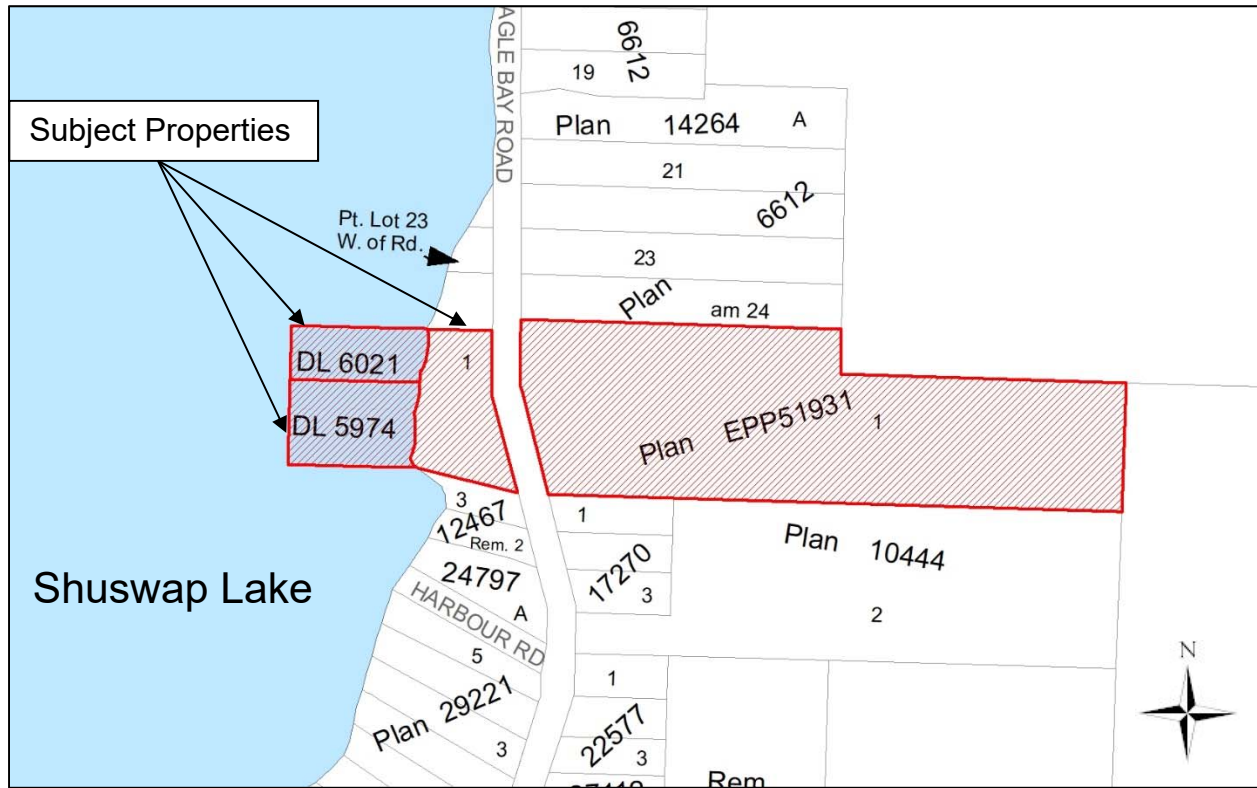 AGLE BAY ROAD
6612
19
Plan 14264 A
Subject Properties
21
6612
Pt. Lot 23
W. of Rd.
23
Plan
am 24
DL 6021
1
DL 5974
Plan EPP51931 1
3
1
12467
Rem. 2
Plan 10444
24797
17270
3
Shuswap Lake
A
HARBOUR RD
2
N
5
1
Plan 29221
22577
3
3
Rem